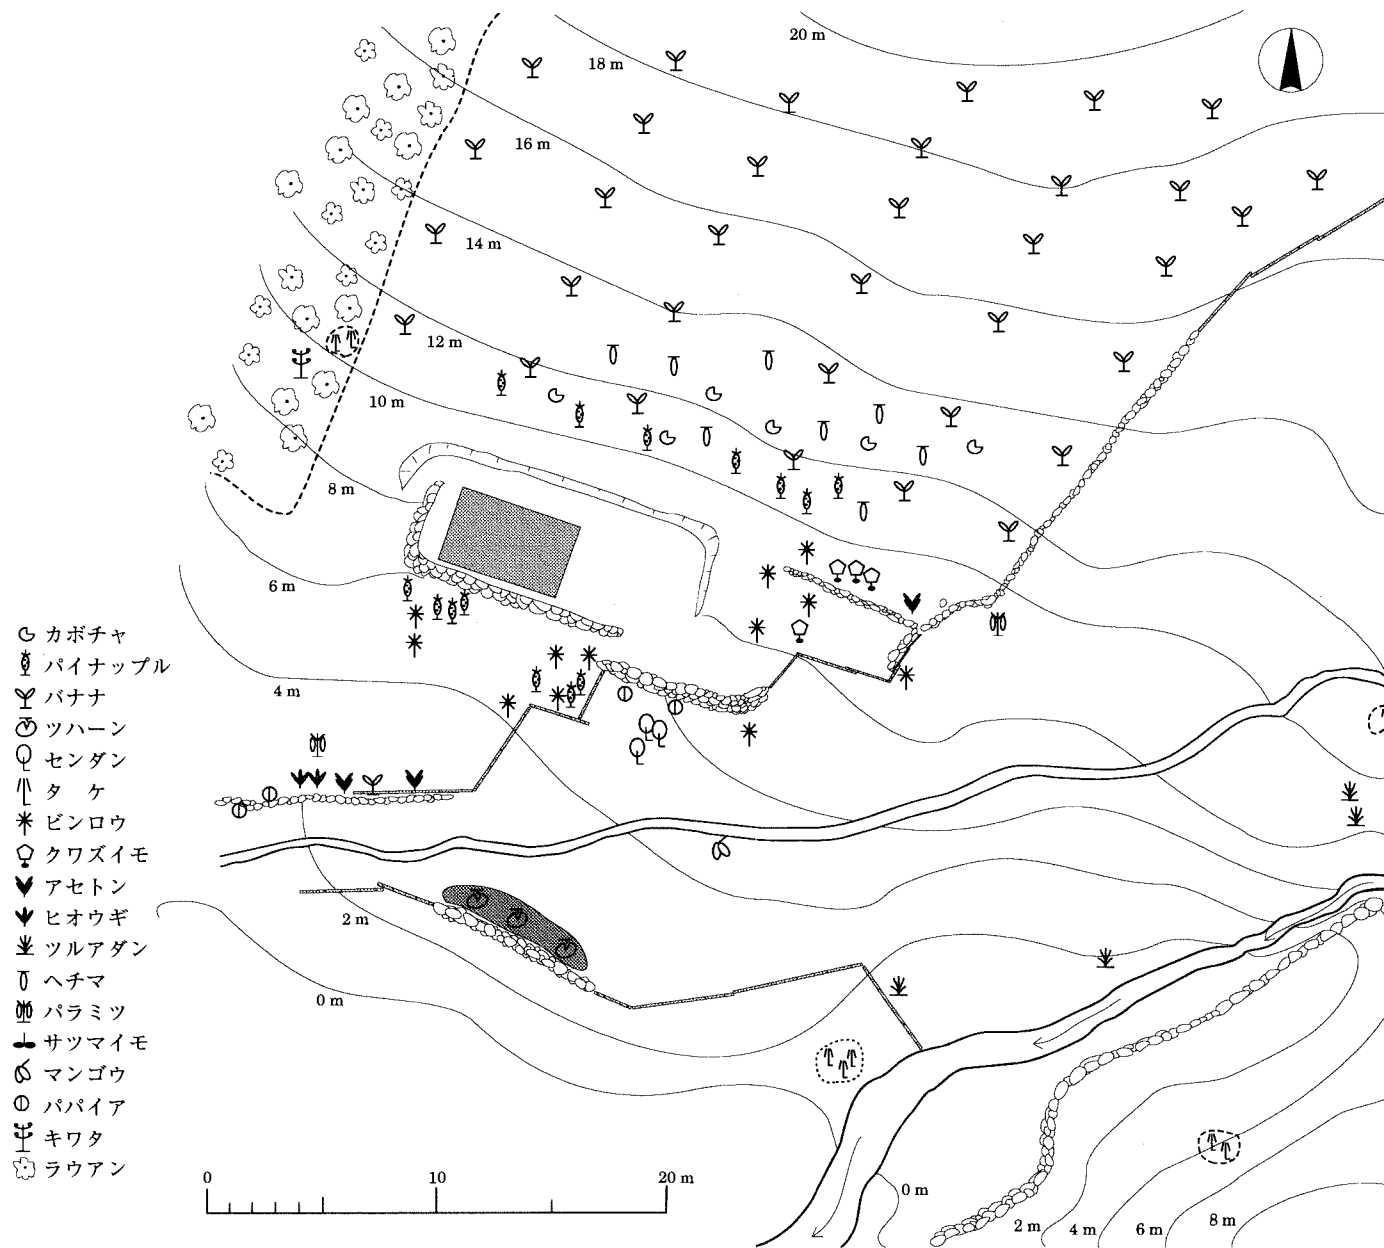 20 m
18 m
16 m
14 m
12 m
10 m
8 m
6 m
4 m
2 m
0 m
カボチャ
パイナップル
バナナ
ツハーン
センダン
タケ
ビンロウ
クワズイモ
アセトン
ヒオウギ
ツルアダン
ヘチマ
パラミツ
サツマイモ
マンゴウ
パパイア
キワタ
ラウアン
0 10 20 m
0 m
2 m 4 m 6 m 8 m